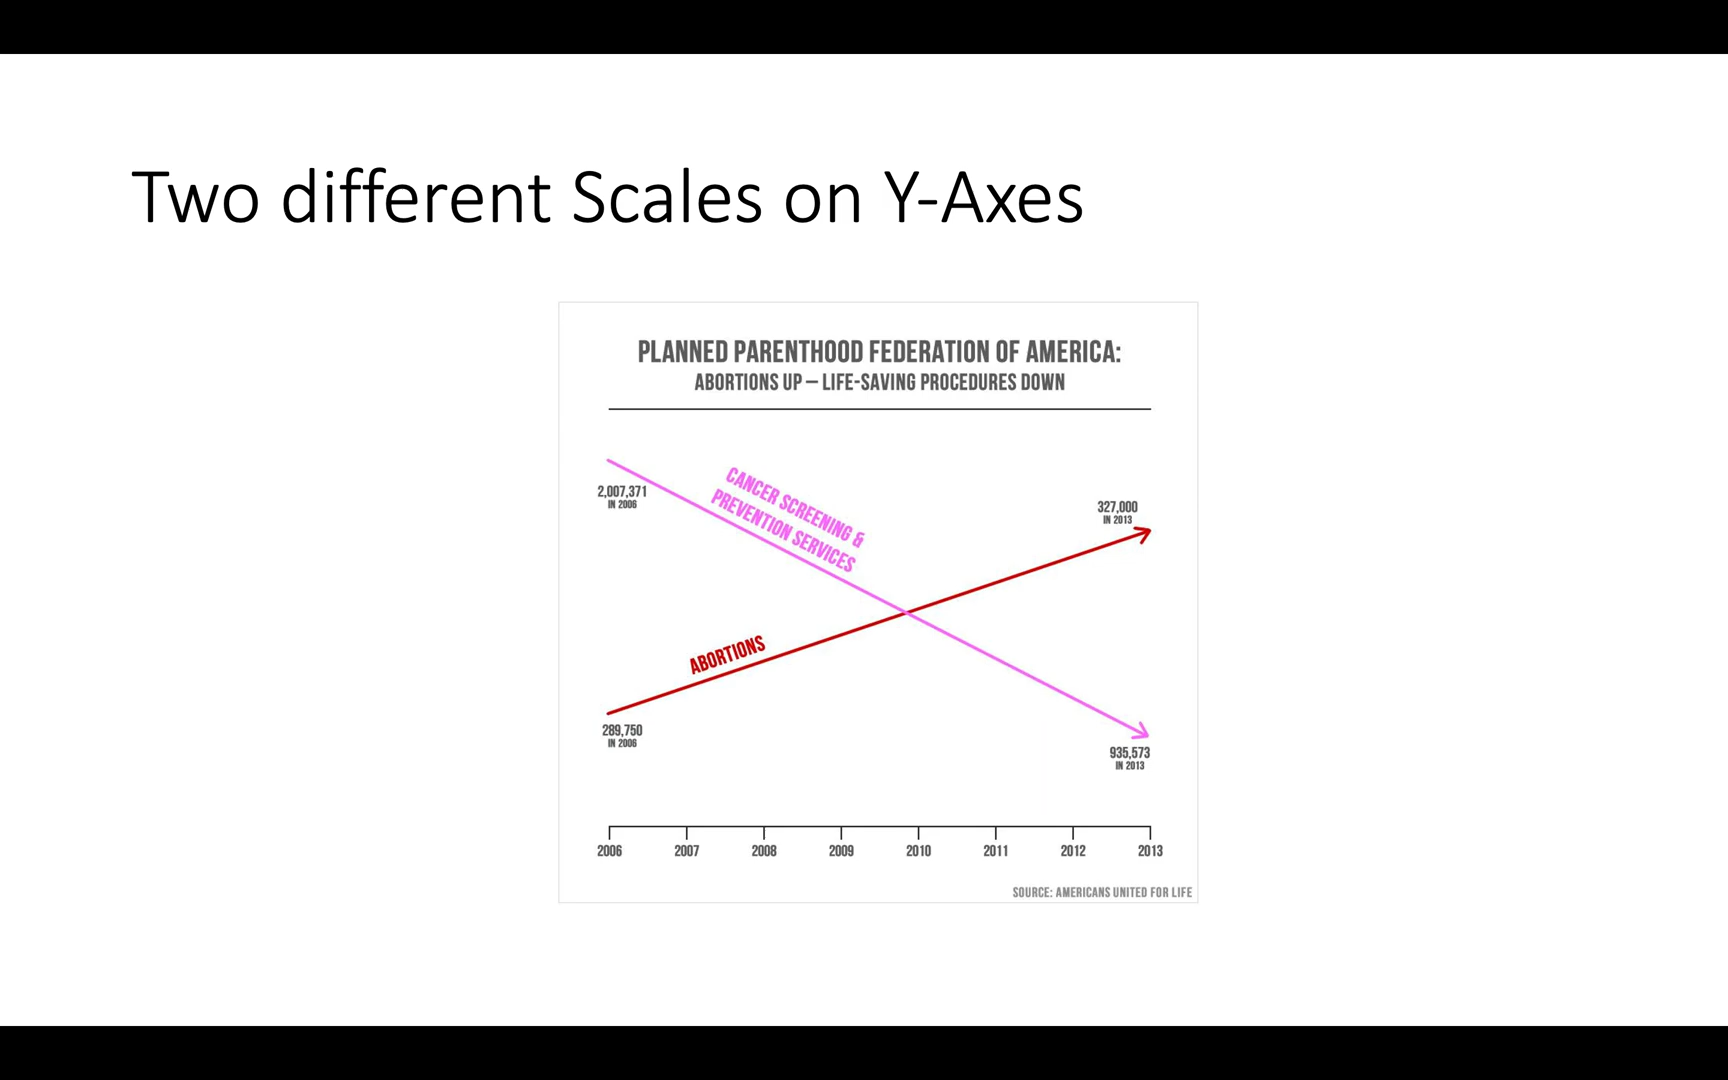 Two different Scales on Y-Axes
PLANNED PARENTHOOD FEDERATION OF AMERICA:
ABORTIONS UP – LIFE-SAVING PROCEDURES DOWN
CANCER SCREENING &
PREVENTION SERVICES
2,007,371
IN 2006
327,000
IN 2013
ABORTIONS
289,750
IN 2006
935,573
IN 2013
2006 2007 2008 2009 2010 2011 2012 2013
SOURCE: AMERICANS UNITED FOR LIFE